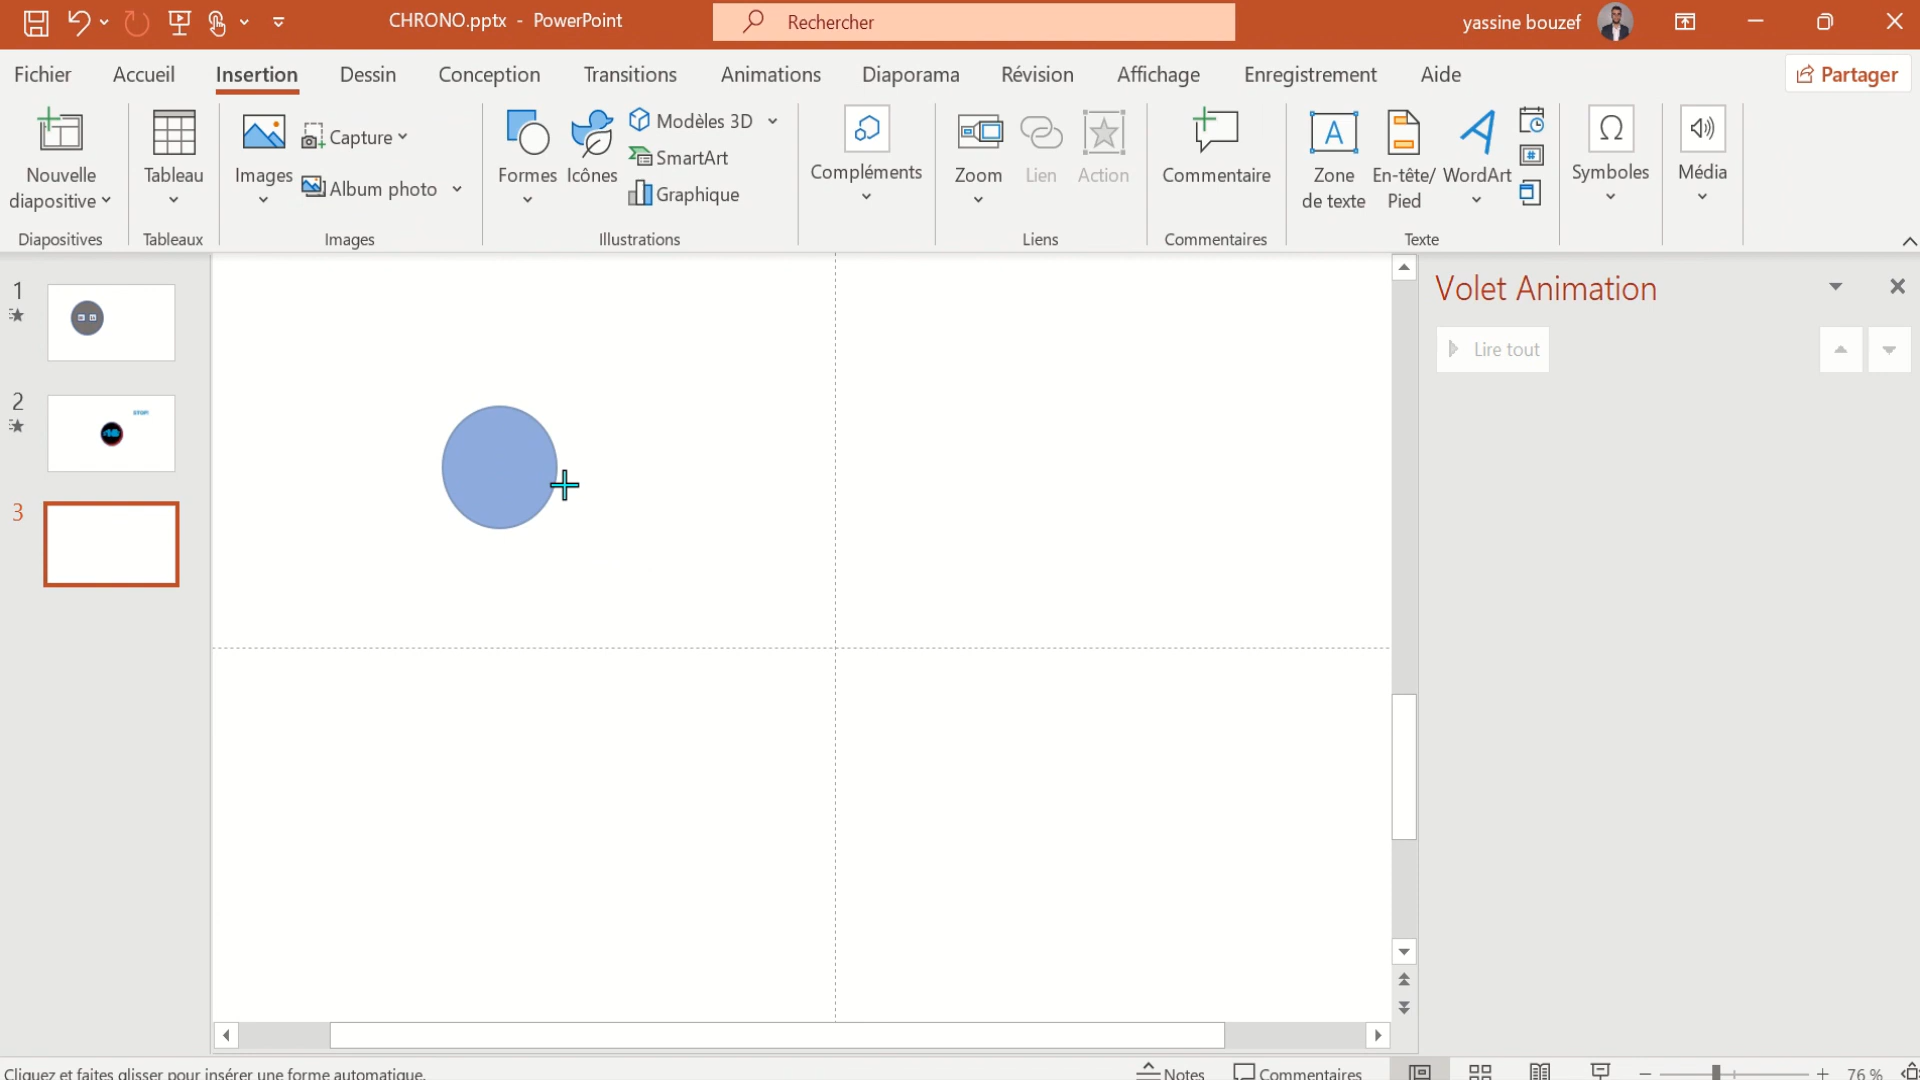 CHRONO.pptx - PowerPoint
Rechercher
yassine bouzef
Fichier
Accueil
Insertion
Dessin
Conception
Transitions
Animations
Diaporama
Révision
Affichage
Enregistrement
Aide
Partager
Nouvelle
diapositive
Diapositives
Tableau
Tableaux
Images
Capture
Album photo
Images
Formes
Icônes
Modèles 3D
SmartArt
Graphique
Illustrations
Compléments
Zoom
Lien
Action
Liens
Commentaire
Commentaires
Zone
de texte
En-tête/
Pied
WordArt
Texte
Symboles
Média
1
2
3
Volet Animation
Lire tout
Cliquez et faites glisser pour insérer une forme automatique.
Notes
Commentaires
76 %